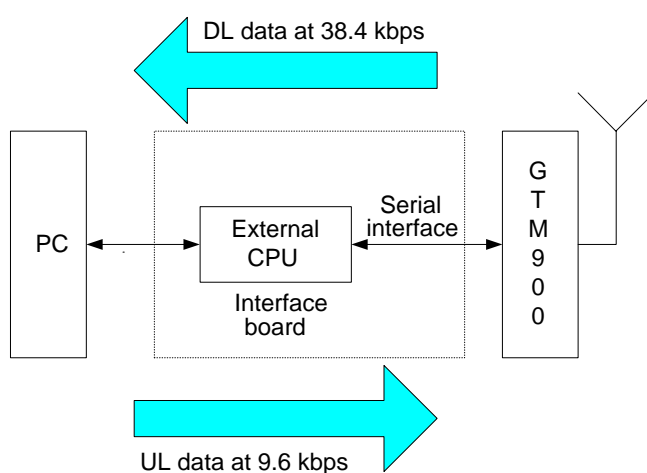 DL data at 38.4 kbps
PC
External
CPU
Interface
board
Serial
interface
G
T
M
9
0
0
UL data at 9.6 kbps